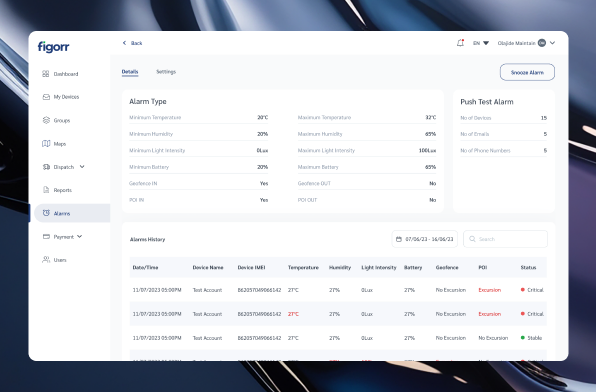 figorr
Back
EN
Olajide Maintain
Dashboard
My Devices
Groups
Maps
Dispatch
Reports
Alarms
Payment
Users
Details Settings
Snooze Alarm
Alarm Type
Minimum Temperature 20°C Maximum Temperature 32°C
Minimum Humidity 20% Maximum Humidity 65%
Minimum Light Intensity 0Lux Maximum Light Intensity 100Lux
Minimum Battery 20% Maximum Battery 65%
Geofence IN Yes Geofence OUT No
POI IN Yes POI OUT No
Push Test Alarm
No of Devices 15
No of Emails 5
No of Phone Numbers 5
Alarms History 07/06/23 - 16/06/23 Search
Date/Time Device Name Device IMEI Temperature Humidity Light Intensity Battery Geofence POI Status
11/07/2023 05:00PM Test Account 862057049066142 27°C 27% 0Lux 27% No Excursion Excursion Critical
11/07/2023 05:00PM Test Account 862057049066142 27°C 27% 0Lux 27% No Excursion Excursion Critical
11/07/2023 05:00PM Test Account 862057049066142 27°C 27% 0Lux 27% No Excursion No Excursion Stable